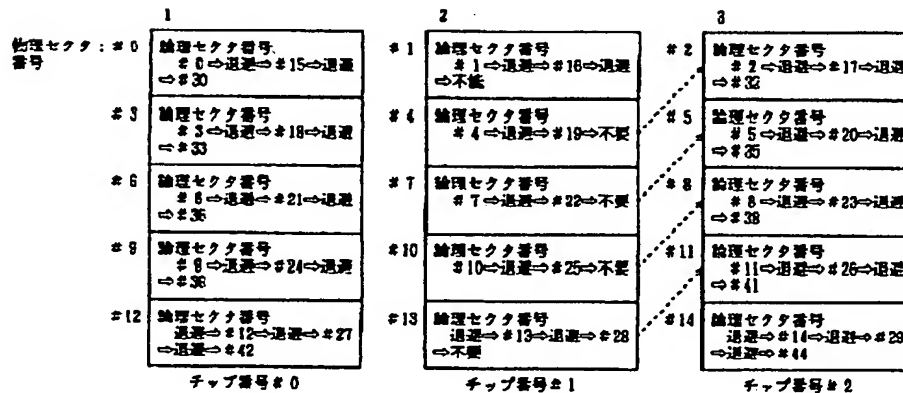 1
2
3
物理セクタ:#0
番号
論理セクタ番号
#0⇨退避⇨#15⇨退避
⇨#30
#1
論理セクタ番号
#1⇨退避⇨#16⇨退避
⇨不能
#2
論理セクタ番号
#2⇨退避⇨#17⇨退避
⇨#32
#3
論理セクタ番号
#3⇨退避⇨#18⇨退避
⇨#33
#4
論理セクタ番号
#4⇨退避⇨#19⇨不要
#5
論理セクタ番号
#5⇨退避⇨#20⇨退避
⇨#35
#6
論理セクタ番号
#6⇨退避⇨#21⇨退避
⇨#36
#7
論理セクタ番号
#7⇨退避⇨#22⇨不要
#8
論理セクタ番号
#8⇨退避⇨#23⇨退避
⇨#38
#9
論理セクタ番号
#9⇨退避⇨#24⇨退避
⇨#39
#10
論理セクタ番号
#10⇨退避⇨#25⇨不要
#11
論理セクタ番号
#11⇨退避⇨#26⇨退避
⇨#41
#12
論理セクタ番号
退避⇨#12⇨退避⇨#27
⇨退避⇨#42
#13
論理セクタ番号
退避⇨#13⇨退避⇨#28
⇨不要
#14
論理セクタ番号
退避⇨#14⇨退避⇨#29
⇨退避⇨#44
チップ番号#0
チップ番号#1
チップ番号#2